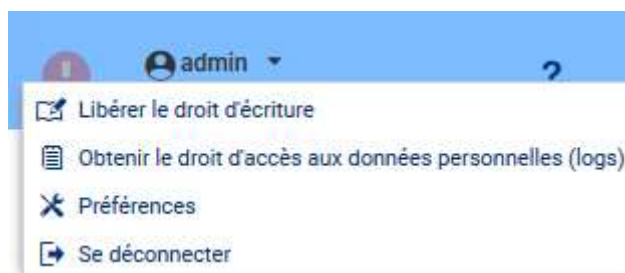 admin
?
Libérer le droit d'écriture
Obtenir le droit d'accès aux données personnelles (logs)
Préférences
Se déconnecter